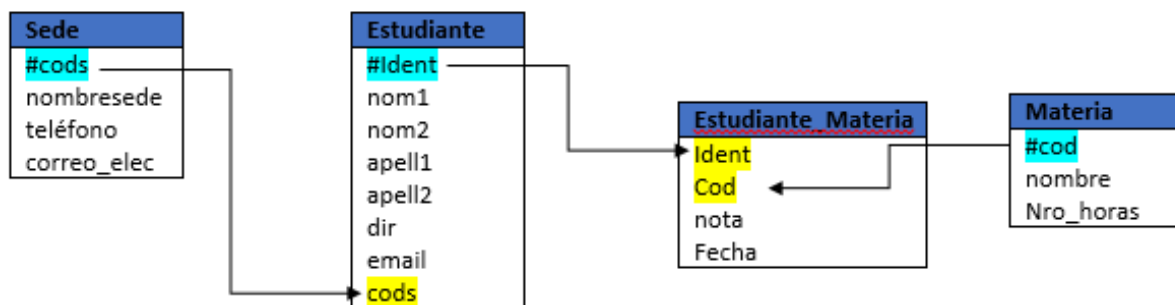 Sede
#cods
nombresede
teléfono
correo_elec
Estudiante
#Ident
nom1
nom2
apell1
apell2
dir
email
cods
Estudiante_Materia
Ident
Cod
nota
Fecha
Materia
#cod
nombre
Nro_horas